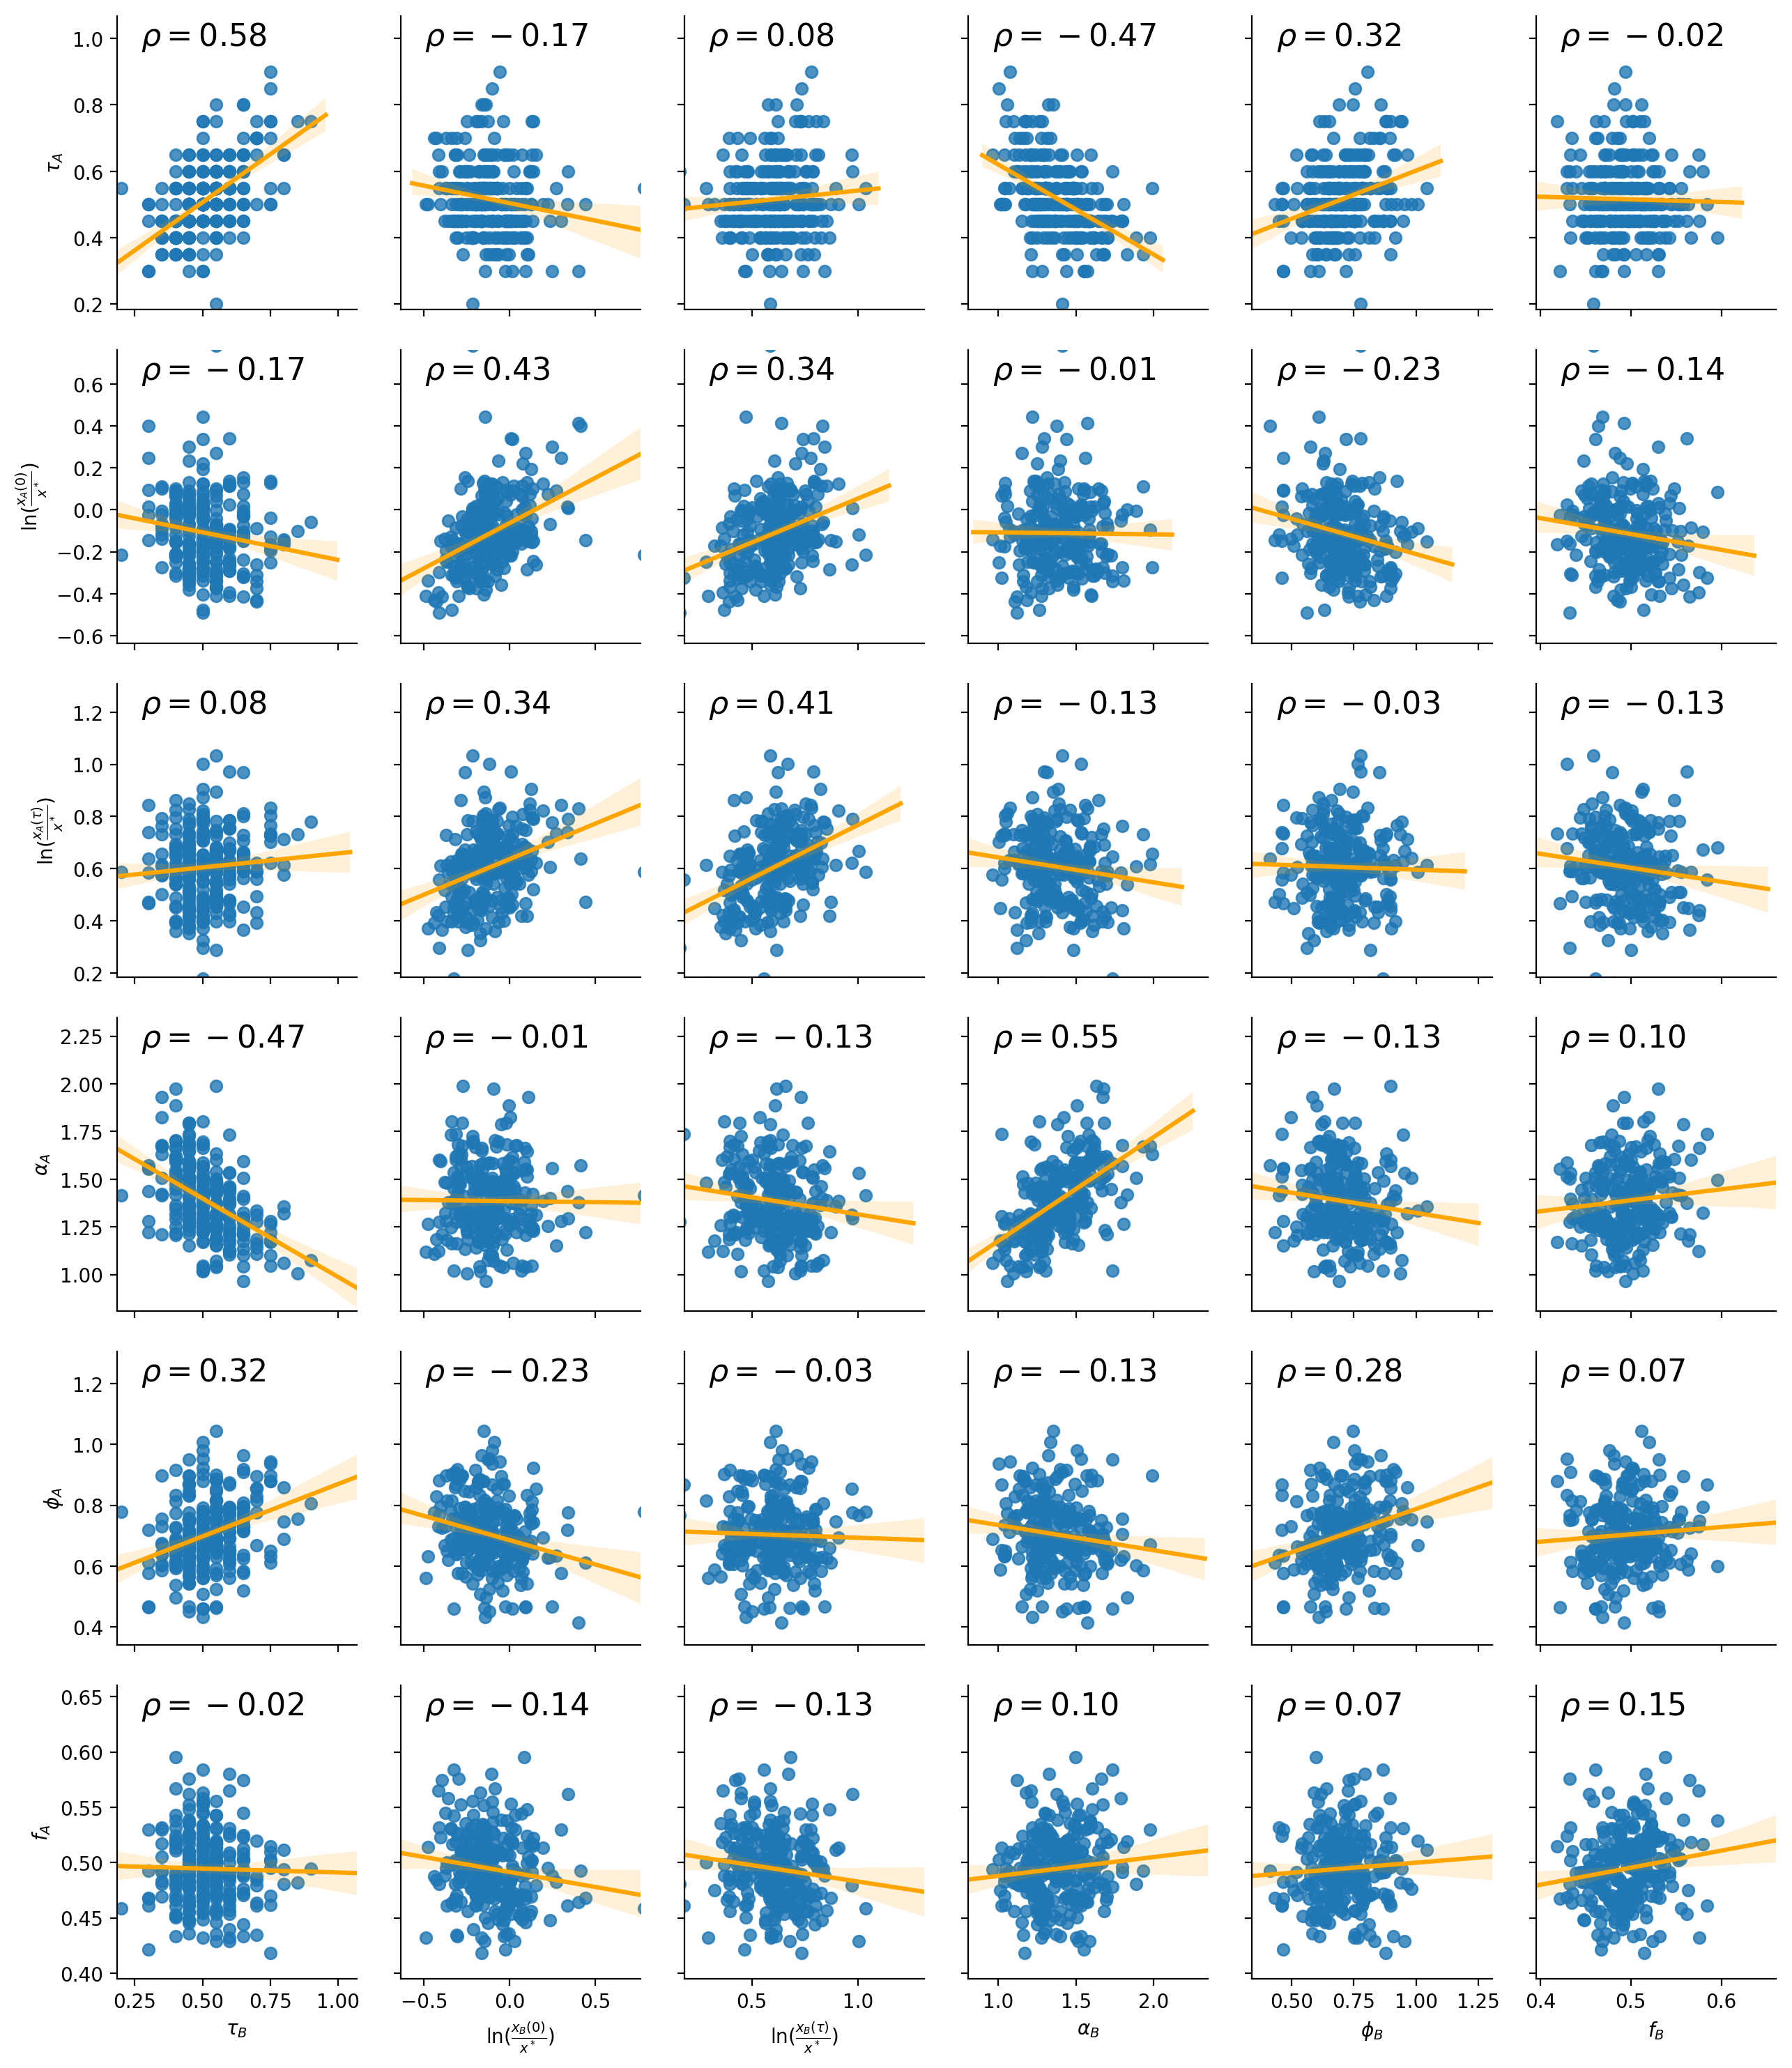 ρ = 0.58 ρ = −0.17 ρ = 0.08 ρ = −0.47 ρ = 0.32 ρ = −0.02
1.0
0.8
0.6
0.4
0.2
τ_A
ρ = −0.17 ρ = 0.43 ρ = 0.34 ρ = −0.01 ρ = −0.23 ρ = −0.14
0.6
0.4
0.2
0.0
−0.2
−0.4
−0.6
ln(x_A(0)/x*)
ρ = 0.08 ρ = 0.34 ρ = 0.41 ρ = −0.13 ρ = −0.03 ρ = −0.13
1.2
1.0
0.8
0.6
0.4
0.2
ln(x_A(τ)/x*)
ρ = −0.47 ρ = −0.01 ρ = −0.13 ρ = 0.55 ρ = −0.13 ρ = 0.10
2.25
2.00
1.75
1.50
1.25
1.00
α_A
ρ = 0.32 ρ = −0.23 ρ = −0.03 ρ = −0.13 ρ = 0.28 ρ = 0.07
1.2
1.0
0.8
0.6
0.4
ϕ_A
ρ = −0.02 ρ = −0.14 ρ = −0.13 ρ = 0.10 ρ = 0.07 ρ = 0.15
0.65
0.60
0.55
0.50
0.45
0.40
f_A
0.25 0.50 0.75 1.00 −0.5 0.0 0.5 0.5 1.0 1.0 1.5 2.0 0.50 0.75 1.00 1.25 0.4 0.5 0.6
τ_B ln(x_B(0)/x*) ln(x_B(τ)/x*) α_B ϕ_B f_B